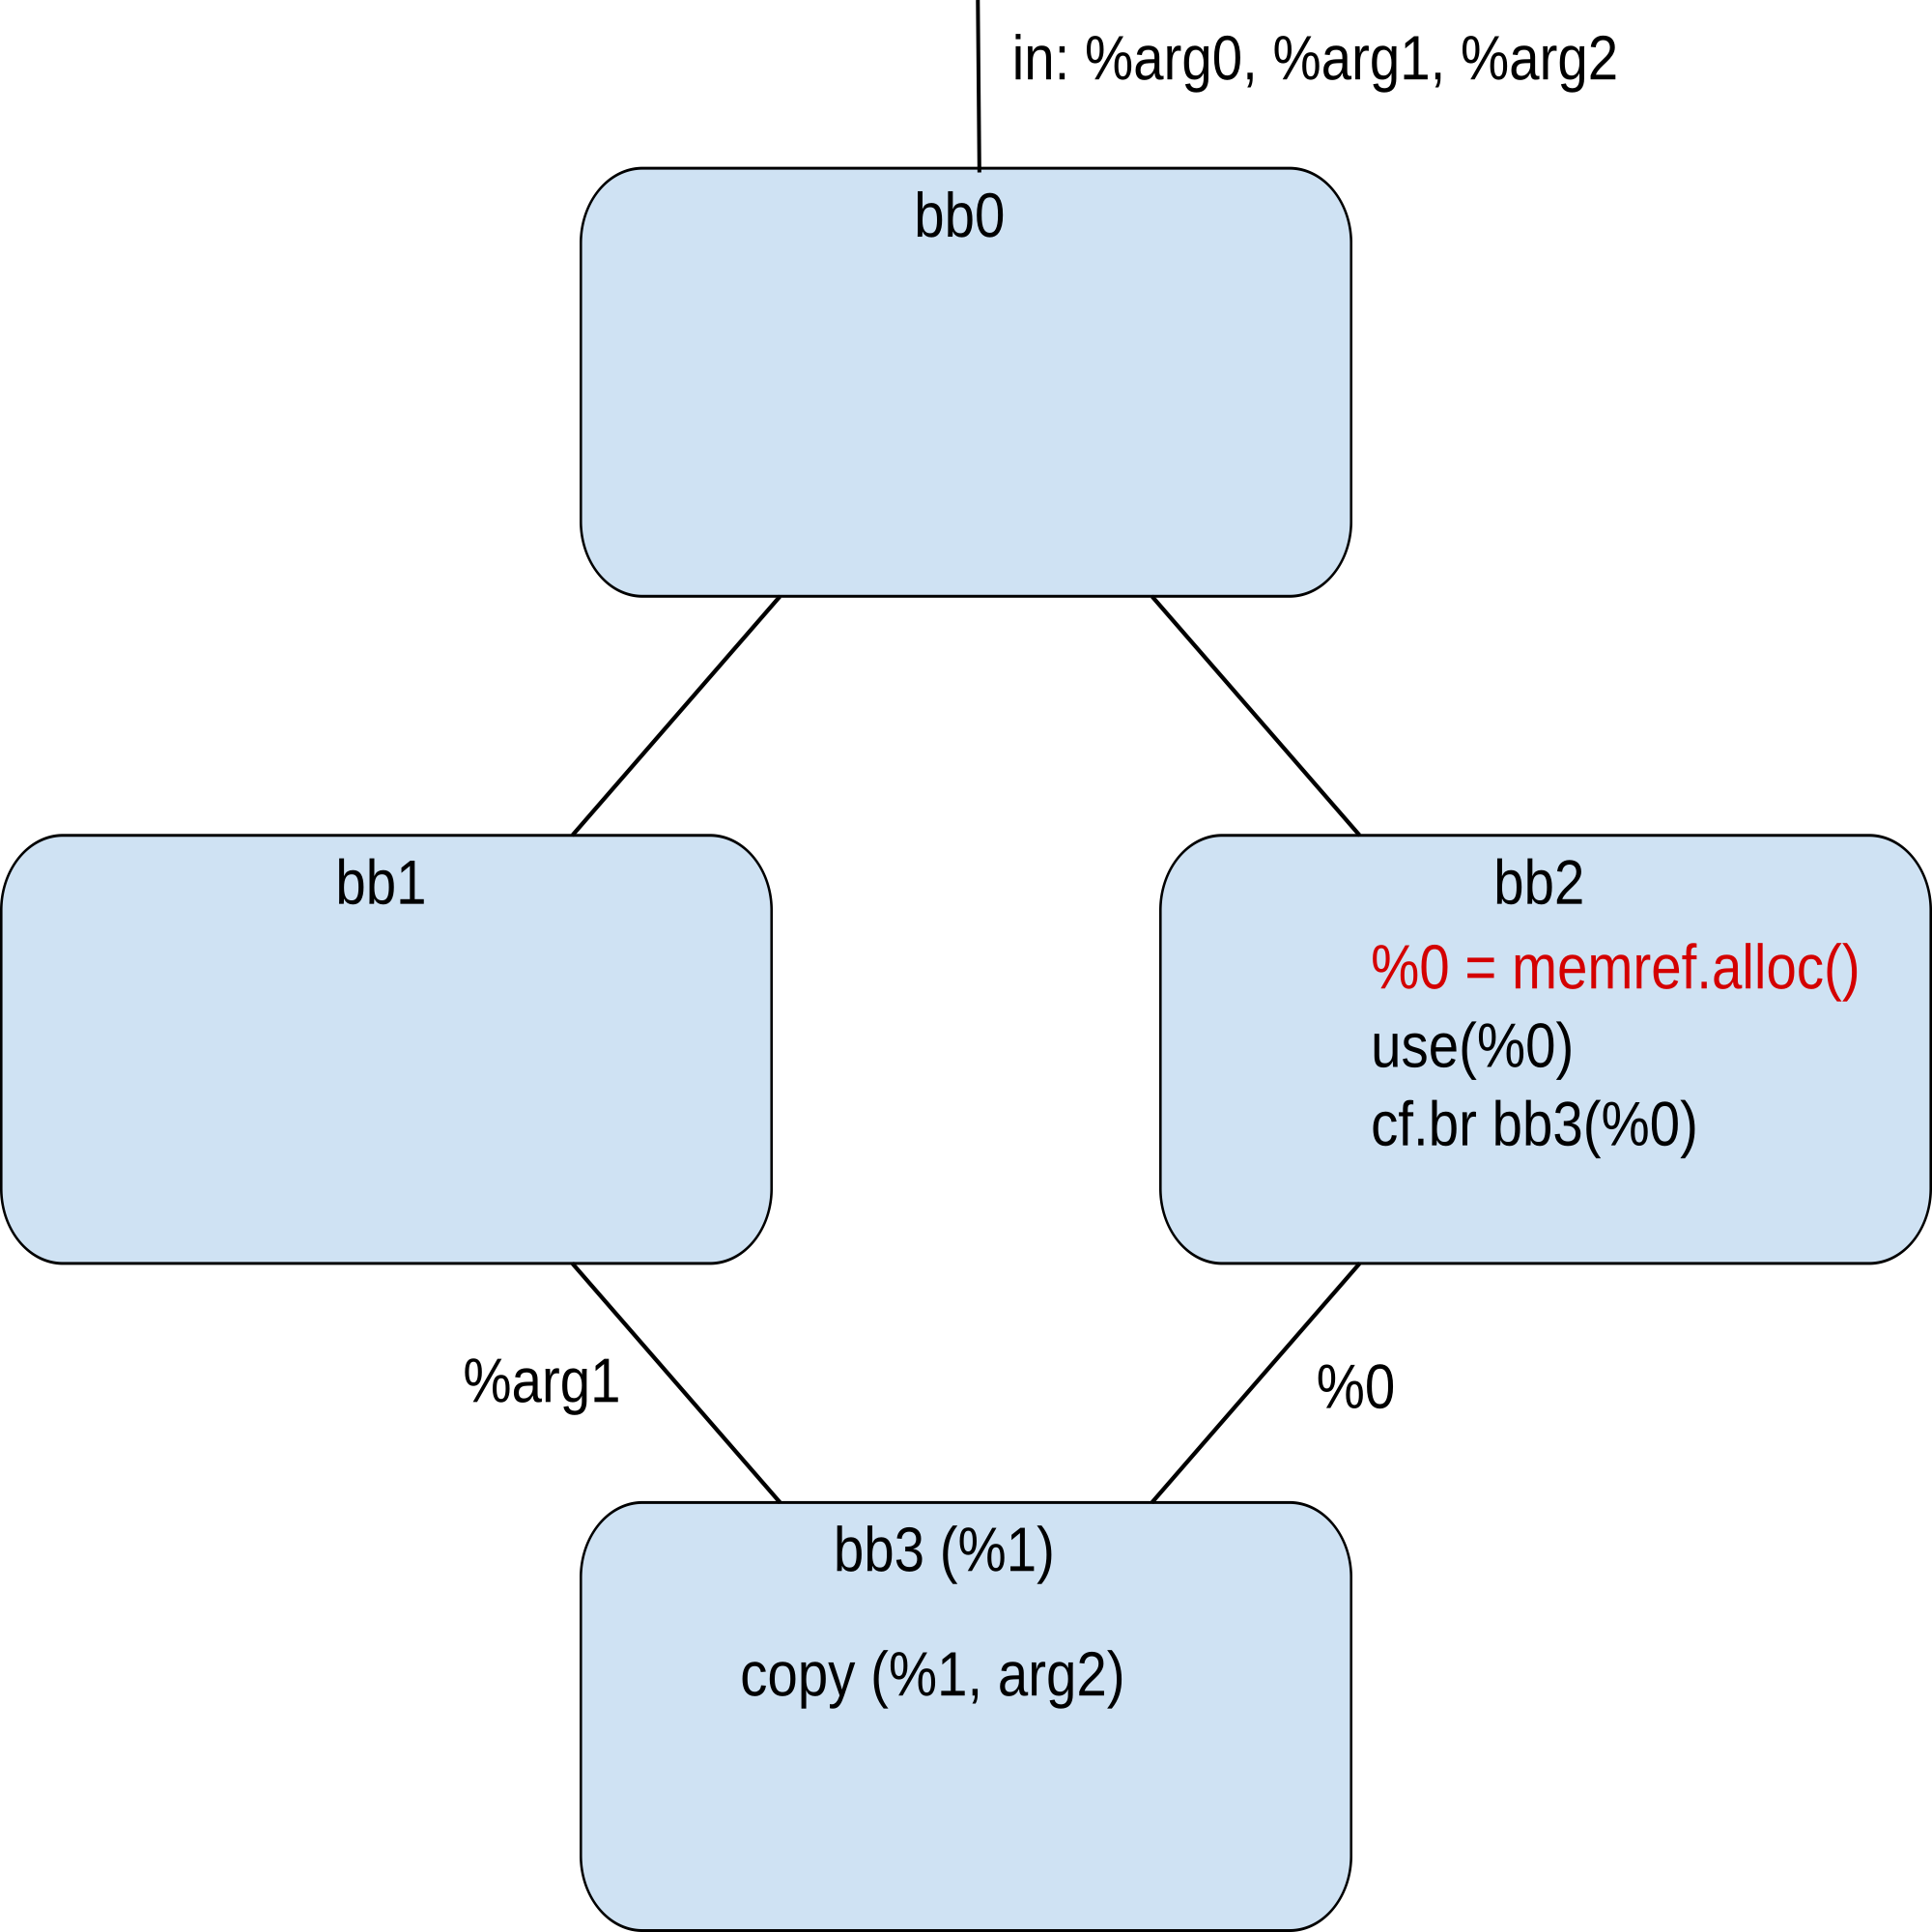 in: %arg0, %arg1, %arg2
bb0
bb1
bb2
%0 = memref.alloc()
use(%0)
cf.br bb3(%0)
%arg1
%0
bb3 (%1)
copy (%1, arg2)